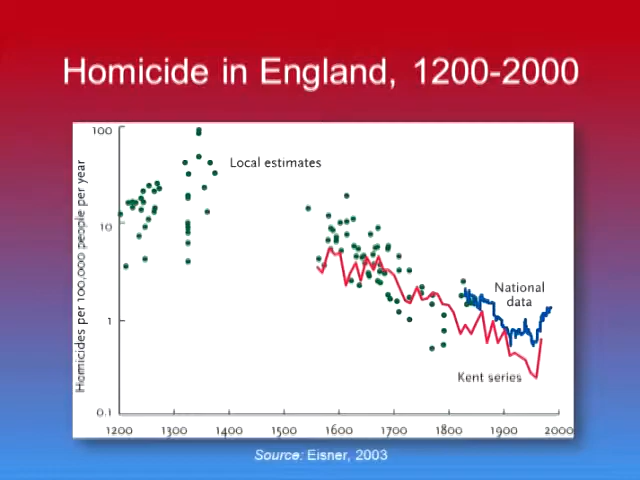 Homicide in England, 1200-2000
Homicides per 100,000 people per year
100
10
1
0.1
Local estimates
National
data
Kent series
1200 1300 1400 1500 1600 1700 1800 1900 2000
Source: Eisner, 2003